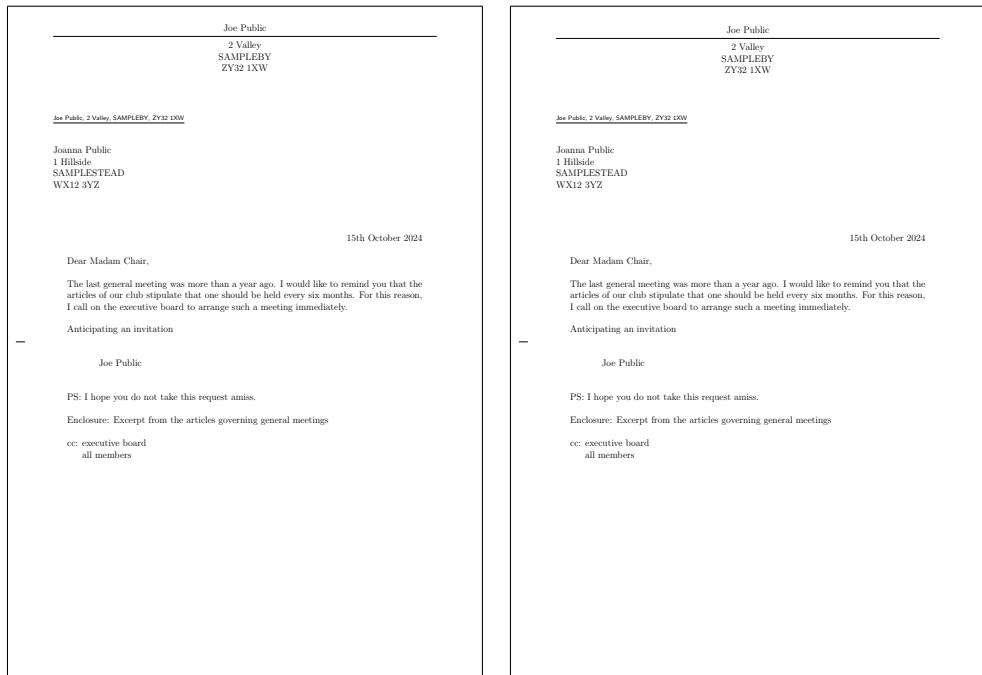 Joe Public
2 Valley
SAMPLEBY
ZY32 1XW
Joe Public, 2 Valley, SAMPLEBY, ZY32 1XW
Joanna Public
1 Hillside
SAMPLESTEAD
WX12 3YZ
15th October 2024
Dear Madam Chair,
The last general meeting was more than a year ago. I would like to remind you that the
articles of our club stipulate that one should be held every six months. For this reason,
I call on the executive board to arrange such a meeting immediately.
Anticipating an invitation
Joe Public
PS: I hope you do not take this request amiss.
Enclosure: Excerpt from the articles governing general meetings
cc: executive board
all members
Joe Public
2 Valley
SAMPLEBY
ZY32 1XW
Joe Public, 2 Valley, SAMPLEBY, ZY32 1XW
Joanna Public
1 Hillside
SAMPLESTEAD
WX12 3YZ
15th October 2024
Dear Madam Chair,
The last general meeting was more than a year ago. I would like to remind you that the
articles of our club stipulate that one should be held every six months. For this reason,
I call on the executive board to arrange such a meeting immediately.
Anticipating an invitation
Joe Public
PS: I hope you do not take this request amiss.
Enclosure: Excerpt from the articles governing general meetings
cc: executive board
all members